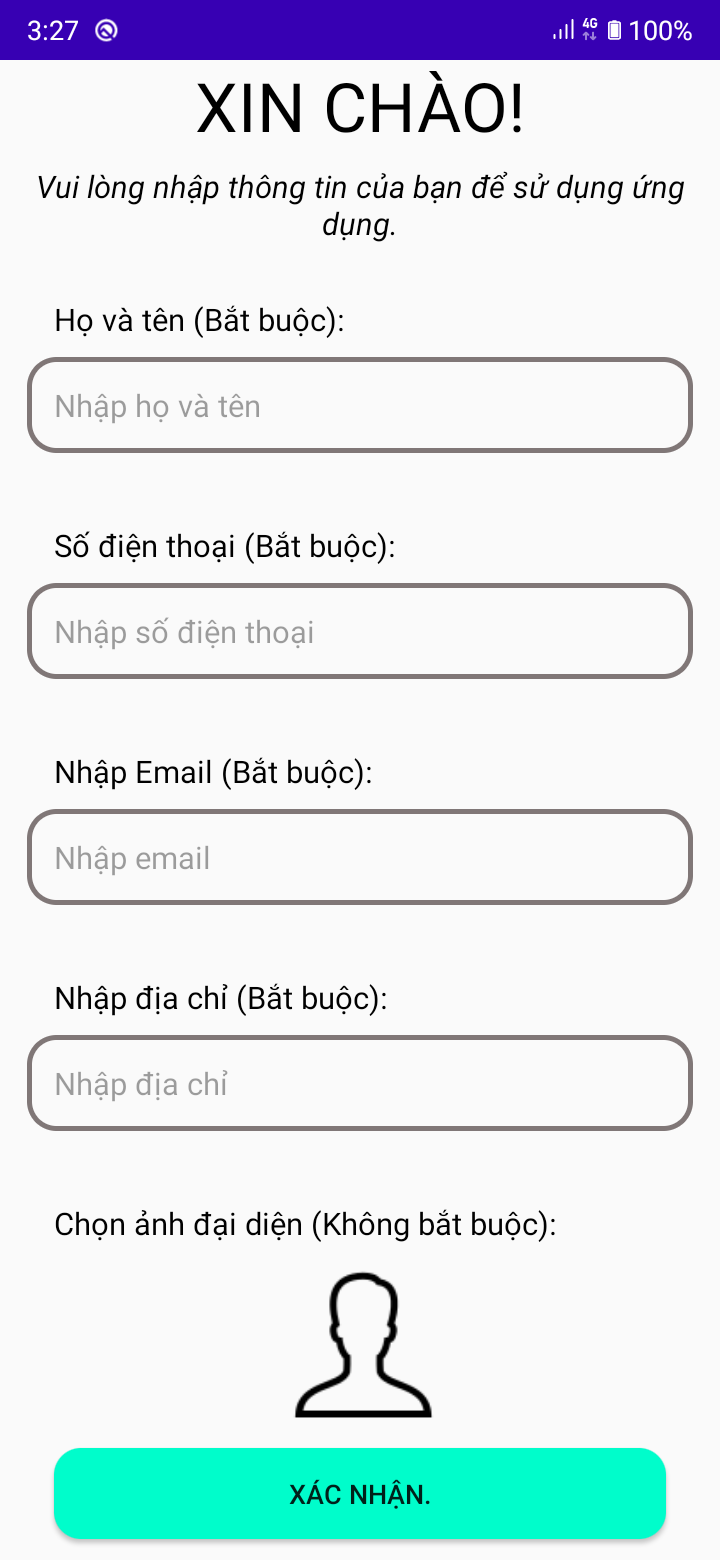 3:27
4G
100%
XIN CHÀO!
Vui lòng nhập thông tin của bạn để sử dụng ứng
dụng.
Họ và tên (Bắt buộc):
Nhập họ và tên
Số điện thoại (Bắt buộc):
Nhập số điện thoại
Nhập Email (Bắt buộc):
Nhập email
Nhập địa chỉ (Bắt buộc):
Nhập địa chỉ
Chọn ảnh đại diện (Không bắt buộc):
XÁC NHẬN.